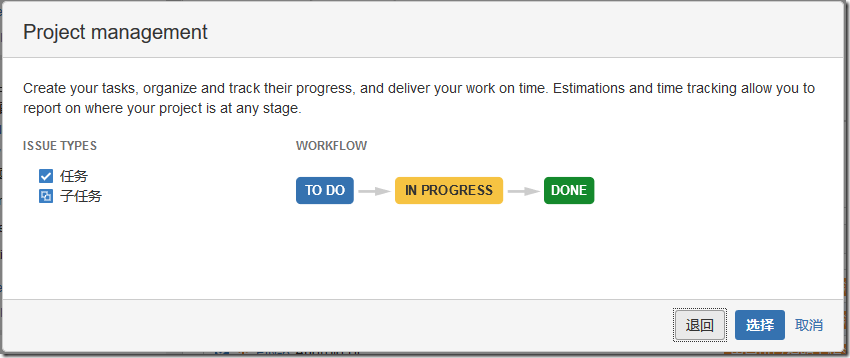 Project management
Create your tasks, organize and track their progress, and deliver your work on time. Estimations and time tracking allow you to
report on where your project is at any stage.
ISSUE TYPES
WORKFLOW
任务
子任务
TO DO
IN PROGRESS
DONE
退回
选择
取消